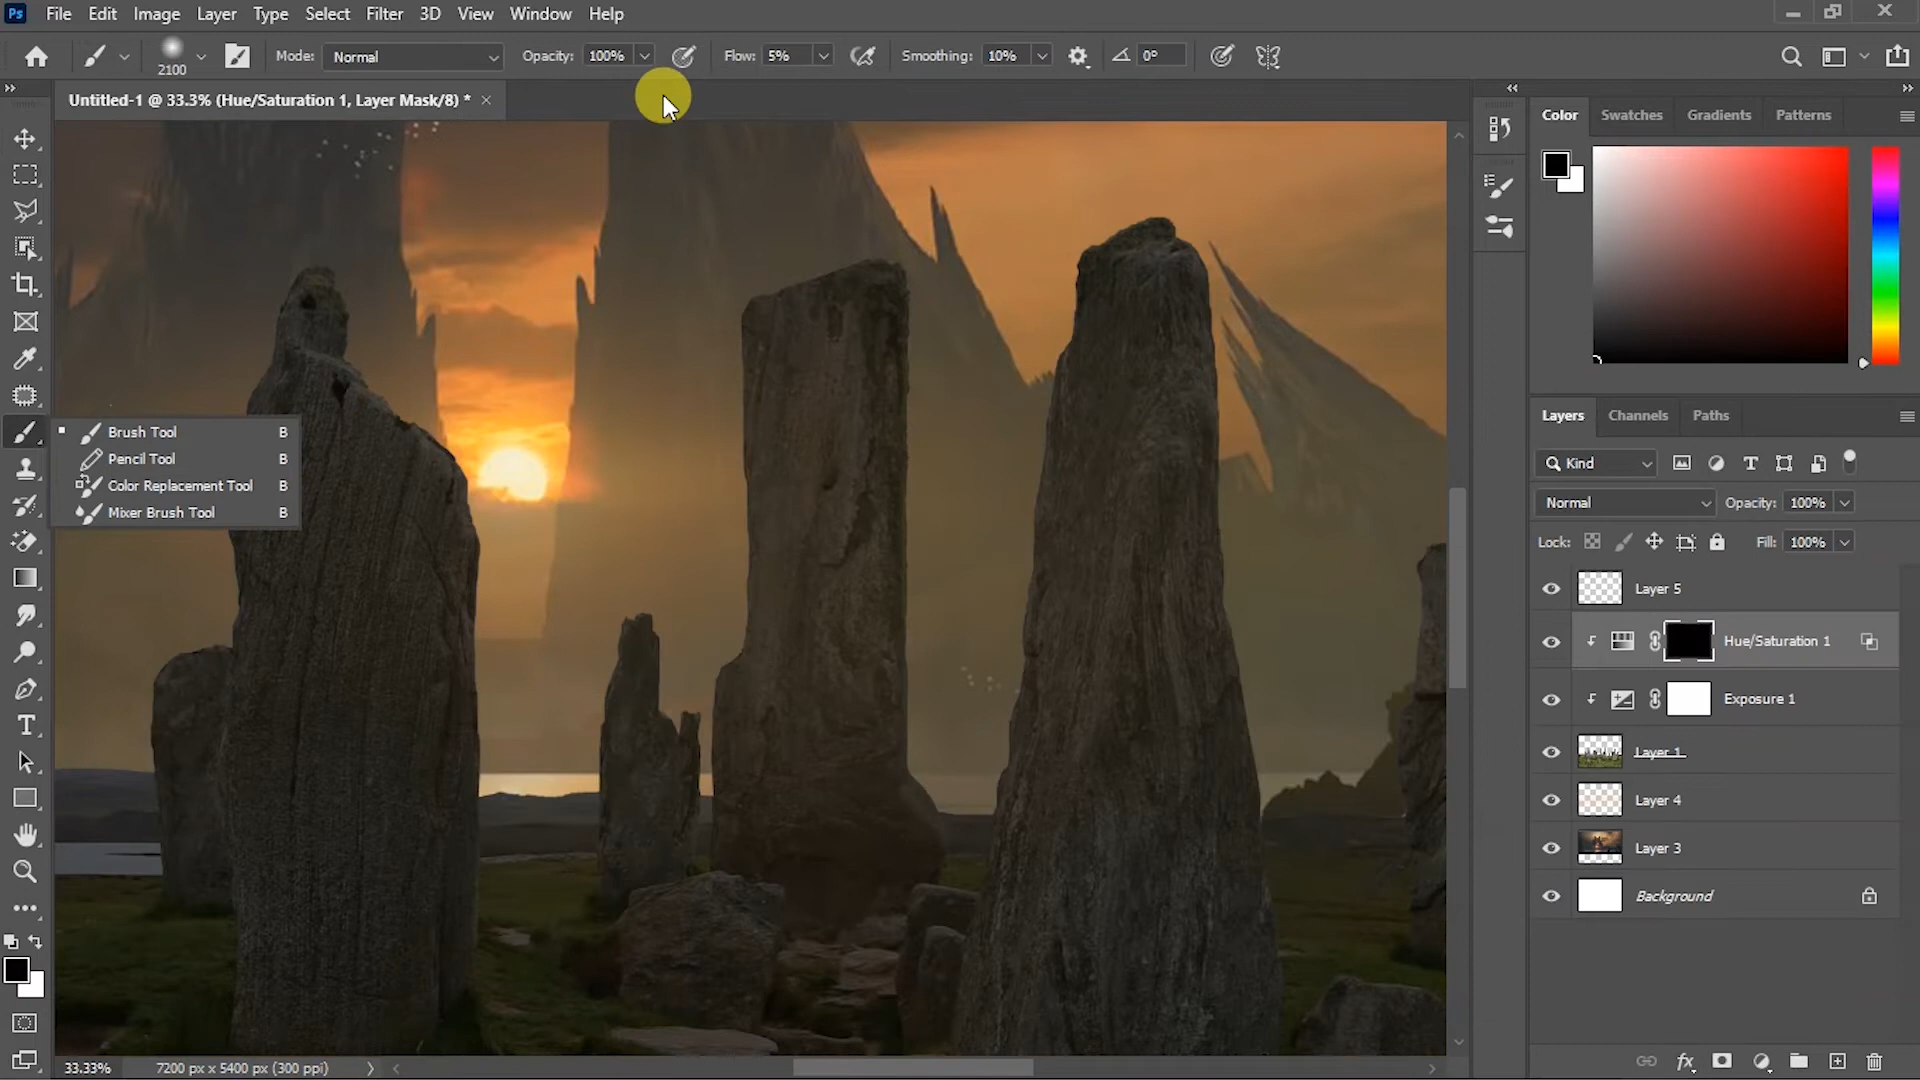 Ps File Edit Image Layer Type Select Filter 3D View Window Help
2100 Mode: Normal Opacity: 100% Flow: 5% Smoothing: 10% 0°
Untitled-1 @ 33.3% (Hue/Saturation 1, Layer Mask/8) * ×
Color Swatches Gradients Patterns
Brush Tool B
Pencil Tool B
Color Replacement Tool B
Mixer Brush Tool B
Layers Channels Paths
Kind
Normal Opacity: 100%
Lock: Fill: 100%
Layer 5
Hue/Saturation 1
Exposure 1
Layer 1
Layer 4
Layer 3
Background
33.33% 7200 px x 5400 px (300 ppi)